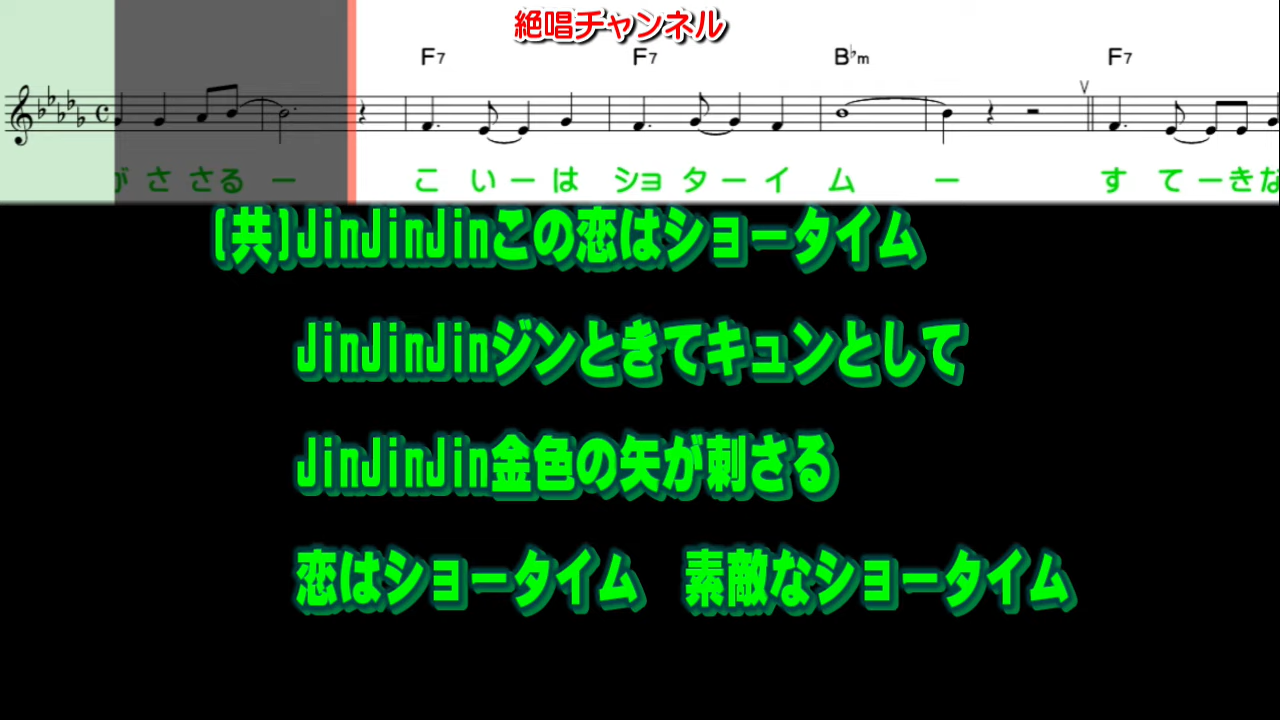 絶唱チャンネル
F7 F7 B♭m F7
がささるー こいーは ショターイム ー すてーきな
(共)JinJinJinこの恋はショータイム
JinJinJinジンときてキュンとして
JinJinJin金色の矢が刺さる
恋はショータイム　素敵なショータイム